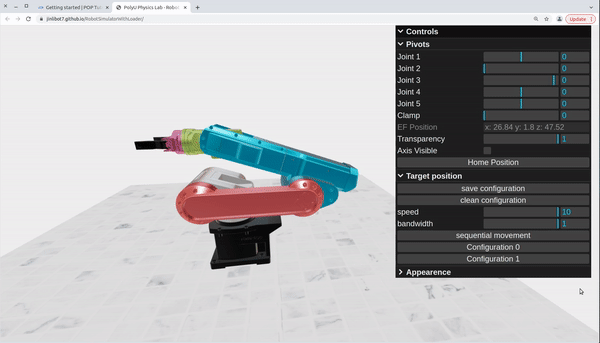 Getting started | POP Tu
PolyU Physics Lab - Robot
jinlibot7.github.io/RobotSimulatorWithLoader/
Update
Controls
Pivots
Joint 1 0
Joint 2 0
Joint 3 0
Joint 4 0
Joint 5 0
Clamp 0
EF Position x: 26.84 y: 1.8 z: 47.52
Transparency 1
Axis Visible
Home Position
Target position
save configuration
clean configuration
speed 10
bandwidth 1
sequential movement
Configuration 0
Configuration 1
Appearence